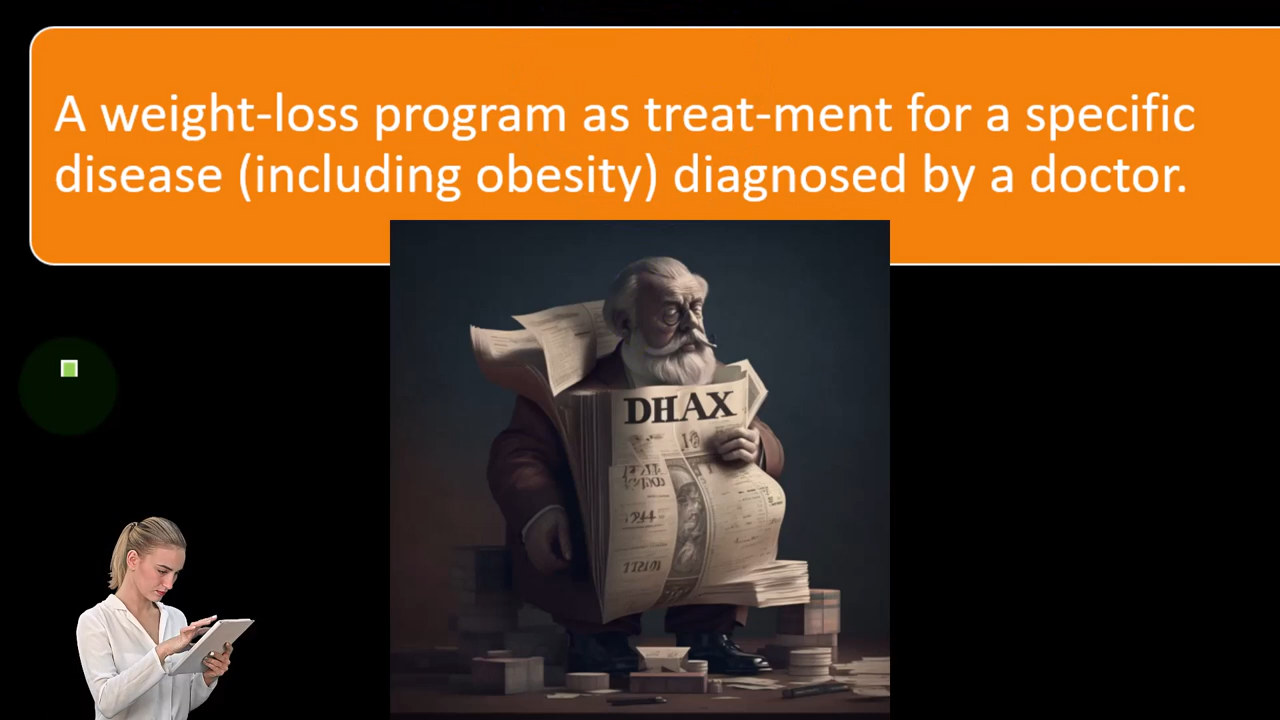 A weight-loss program as treat-ment for a specific
disease (including obesity) diagnosed by a doctor.
DHAX